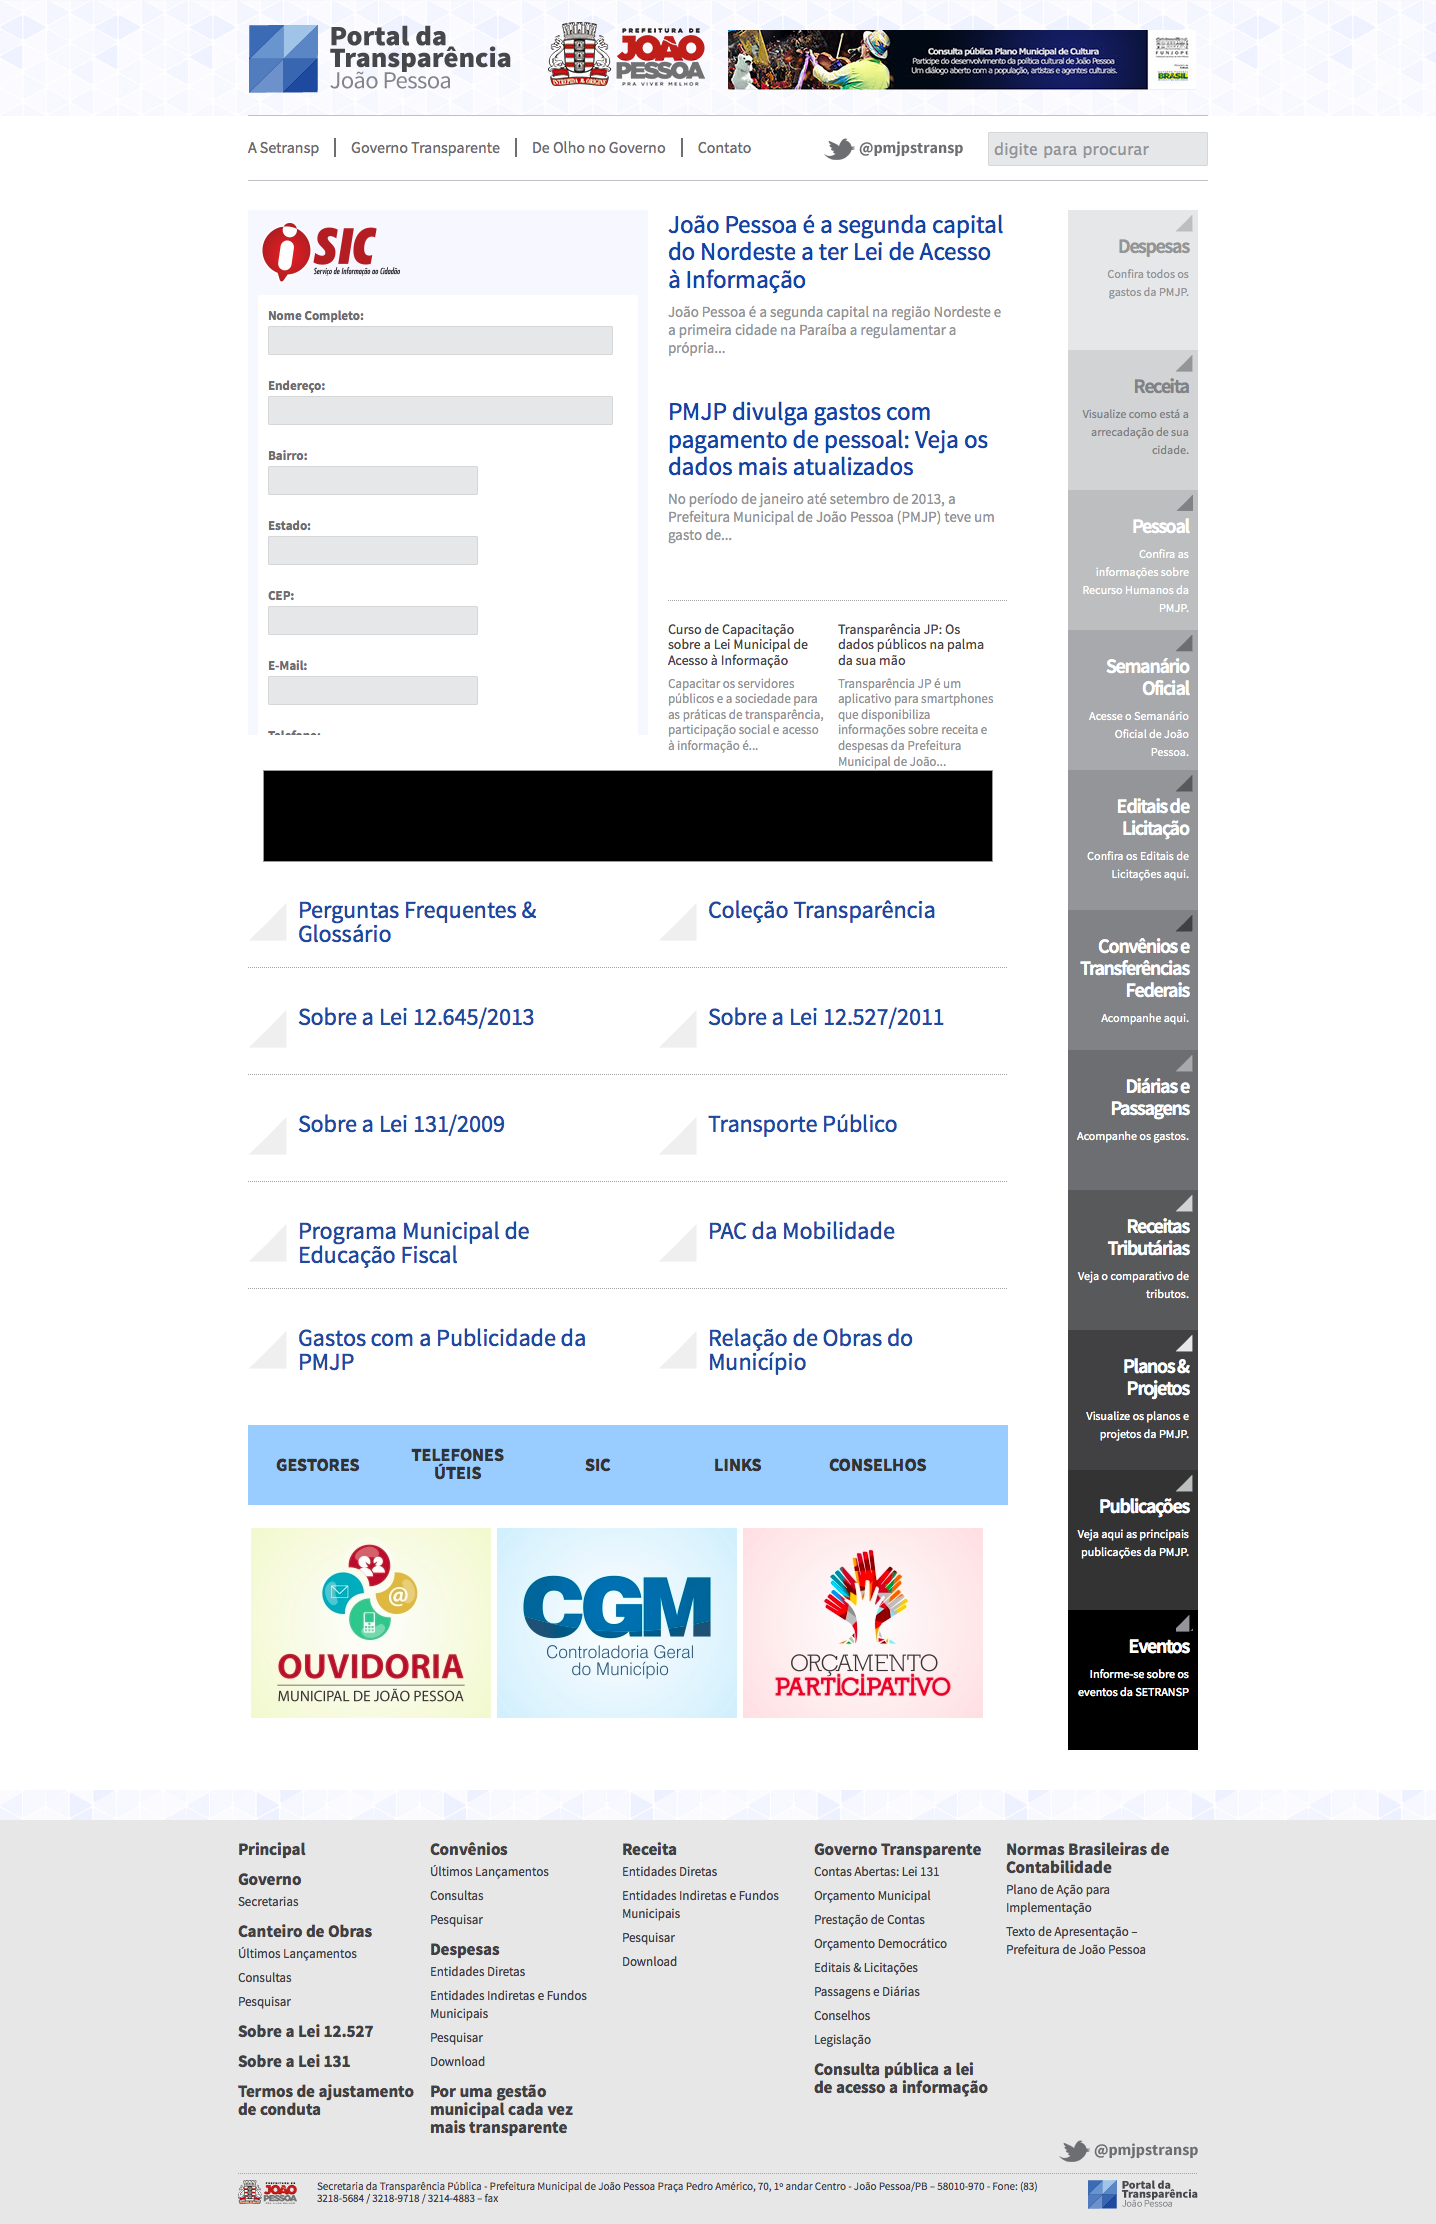 Portal da
Transparência
João Pessoa
PREFEITURA DE
JOÃO
PESSOA
PRA VIVER MELHOR
INTREPIDA AB ORIGINE
Consulta pública Plano Municipal de Cultura
Participe do desenvolvimento da política cultural de João Pessoa
Um diálogo aberto com a população, artistas e agentes culturais.
FUNJOPE
BRASIL
A Setransp
Governo Transparente
De Olho no Governo
Contato
@pmjpstransp
digite para procurar
SIC
Serviço de Informação ao Cidadão
Nome Completo:
Endereço:
Bairro:
Estado:
CEP:
E-Mail:
Telefone:
João Pessoa é a segunda capital
do Nordeste a ter Lei de Acesso
à Informação
João Pessoa é a segunda capital na região Nordeste e
a primeira cidade na Paraíba a regulamentar a
própria...
PMJP divulga gastos com
pagamento de pessoal: Veja os
dados mais atualizados
No período de janeiro até setembro de 2013, a
Prefeitura Municipal de João Pessoa (PMJP) teve um
gasto de...
Curso de Capacitação
sobre a Lei Municipal de
Acesso à Informação
Capacitar os servidores
públicos e a sociedade para
as práticas de transparência,
participação social e acesso
à informação é...
Transparência JP: Os
dados públicos na palma
da sua mão
Transparência JP é um
aplicativo para smartphones
que disponibiliza
informações sobre receita e
despesas da Prefeitura
Municipal de João...
Perguntas Frequentes &
Glossário
Coleção Transparência
Sobre a Lei 12.645/2013
Sobre a Lei 12.527/2011
Sobre a Lei 131/2009
Transporte Público
Programa Municipal de
Educação Fiscal
PAC da Mobilidade
Gastos com a Publicidade da
PMJP
Relação de Obras do
Município
GESTORES
TELEFONES
ÚTEIS
SIC
LINKS
CONSELHOS
OUVIDORIA
MUNICIPAL DE JOÃO PESSOA
CGM
Controladoria Geral
do Município
ORÇAMENTO
PARTICIPATIVO
Despesas
Confira todos os
gastos da PMJP.
Receita
Visualize como está a
arrecadação de sua
cidade.
Pessoal
Confira as
informações sobre
Recurso Humanos da
PMJP.
Semanário
Oficial
Acesse o Semanário
Oficial de João
Pessoa.
Editais de
Licitação
Confira os Editais de
Licitações aqui.
Convênios e
Transferências
Federais
Acompanhe aqui.
Diárias e
Passagens
Acompanhe os gastos.
Receitas
Tributárias
Veja o comparativo de
tributos.
Planos &
Projetos
Visualize os planos e
projetos da PMJP.
Publicações
Veja aqui as principais
publicações da PMJP.
Eventos
Informe-se sobre os
eventos da SETRANSP
Principal
Governo
Secretarias
Canteiro de Obras
Últimos Lançamentos
Consultas
Pesquisar
Sobre a Lei 12.527
Sobre a Lei 131
Termos de ajustamento
de conduta
Convênios
Últimos Lançamentos
Consultas
Pesquisar
Despesas
Entidades Diretas
Entidades Indiretas e Fundos
Municipais
Pesquisar
Download
Por uma gestão
municipal cada vez
mais transparente
Receita
Entidades Diretas
Entidades Indiretas e Fundos
Municipais
Pesquisar
Download
Governo Transparente
Contas Abertas: Lei 131
Orçamento Municipal
Prestação de Contas
Orçamento Democrático
Editais & Licitações
Passagens e Diárias
Conselhos
Legislação
Consulta pública a lei
de acesso a informação
Normas Brasileiras de
Contabilidade
Plano de Ação para
Implementação
Texto de Apresentação –
Prefeitura de João Pessoa
@pmjpstransp
JOÃO
PESSOA
Secretaria da Transparência Pública - Prefeitura Municipal de João Pessoa Praça Pedro Américo, 70, 1º andar Centro - João Pessoa/PB – 58010-970 - Fone: (83)
3218-5684 / 3218-9718 / 3214-4883 – fax
Portal da
Transparência
João Pessoa